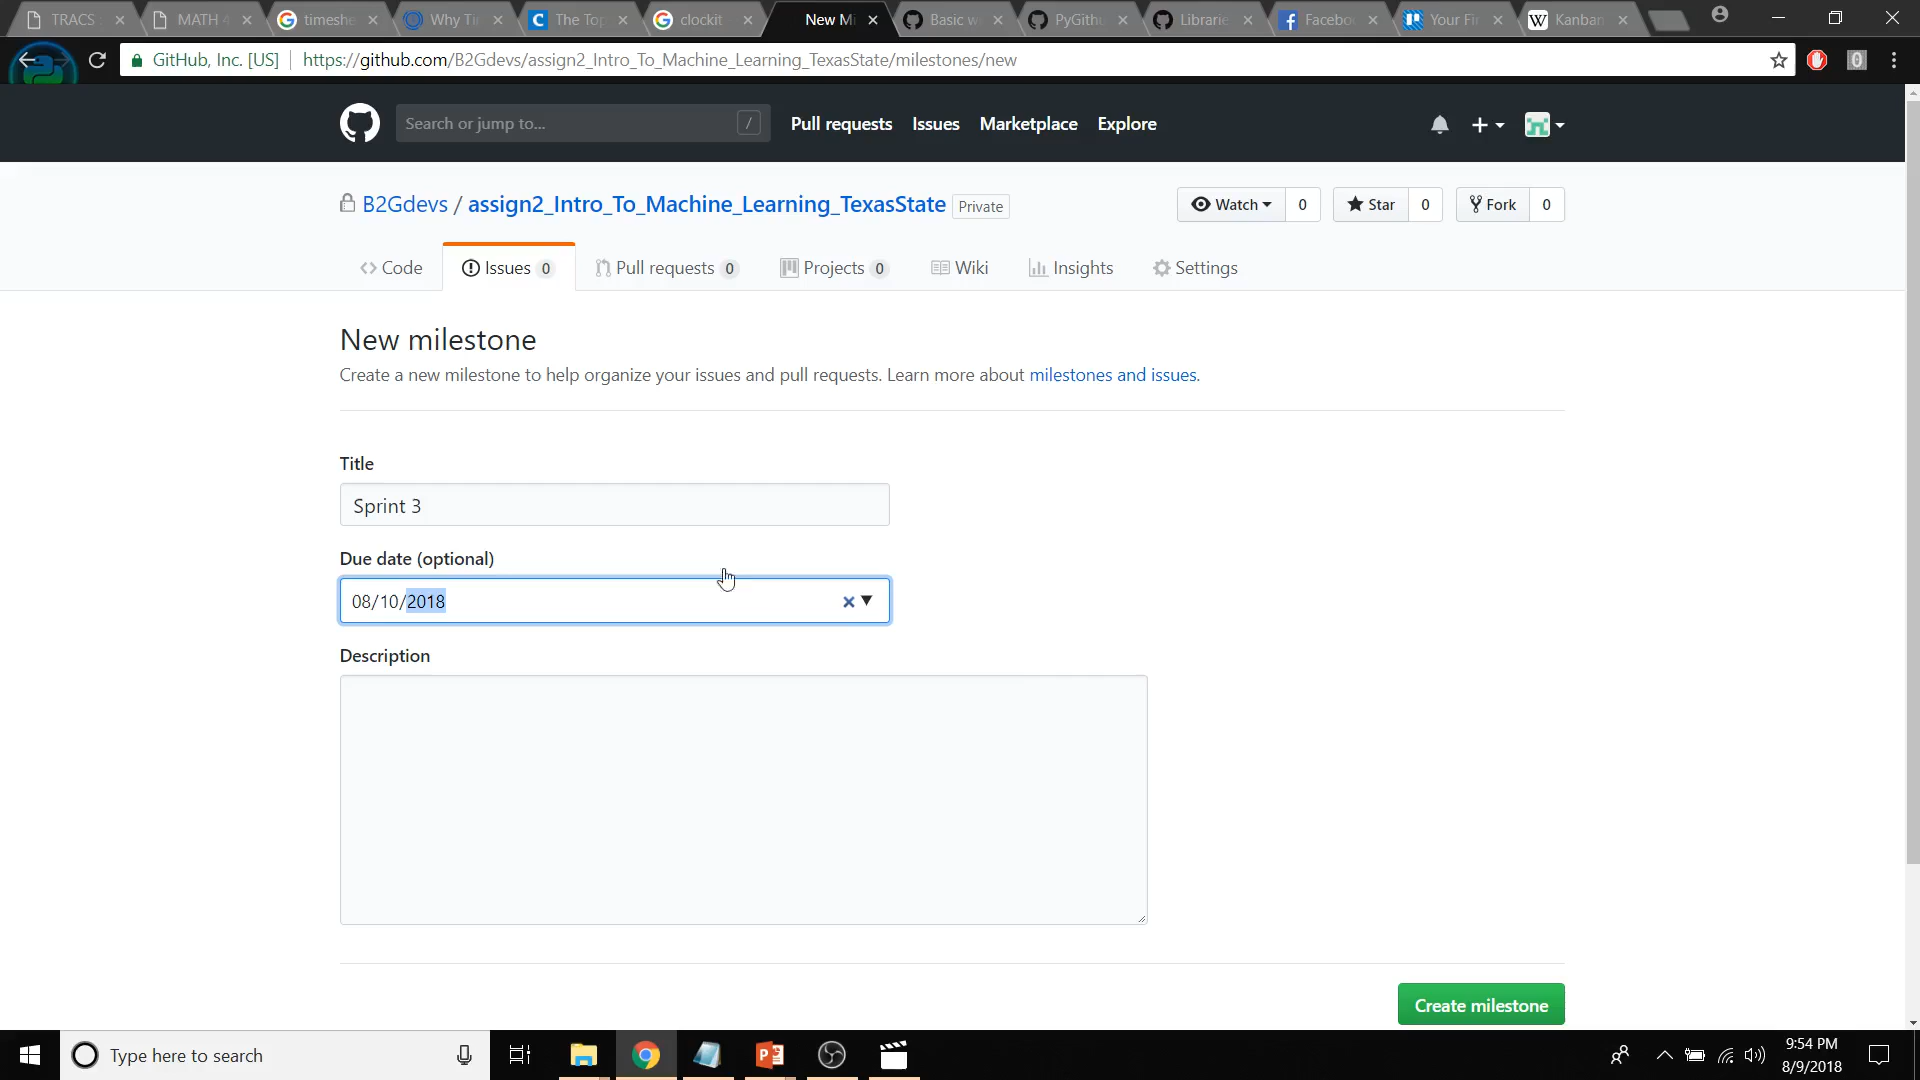 TRACS
MATH 4
timeshe
Why Ti
The Top
clockit
New Mi
Basic w
PyGithu
Librarie
Facebo
Your Fir
Kanban
GitHub, Inc. [US]
https://github.com/B2Gdevs/assign2_Intro_To_Machine_Learning_TexasState/milestones/new
Search or jump to...
/
Pull requests
Issues
Marketplace
Explore
B2Gdevs / assign2_Intro_To_Machine_Learning_TexasState
Private
Watch
0
Star
0
Fork
0
Code
Issues 0
Pull requests 0
Projects 0
Wiki
Insights
Settings
New milestone
Create a new milestone to help organize your issues and pull requests. Learn more about milestones and issues.
Title
Sprint 3
Due date (optional)
08/10/2018
Description
Create milestone
Type here to search
9:54 PM
8/9/2018